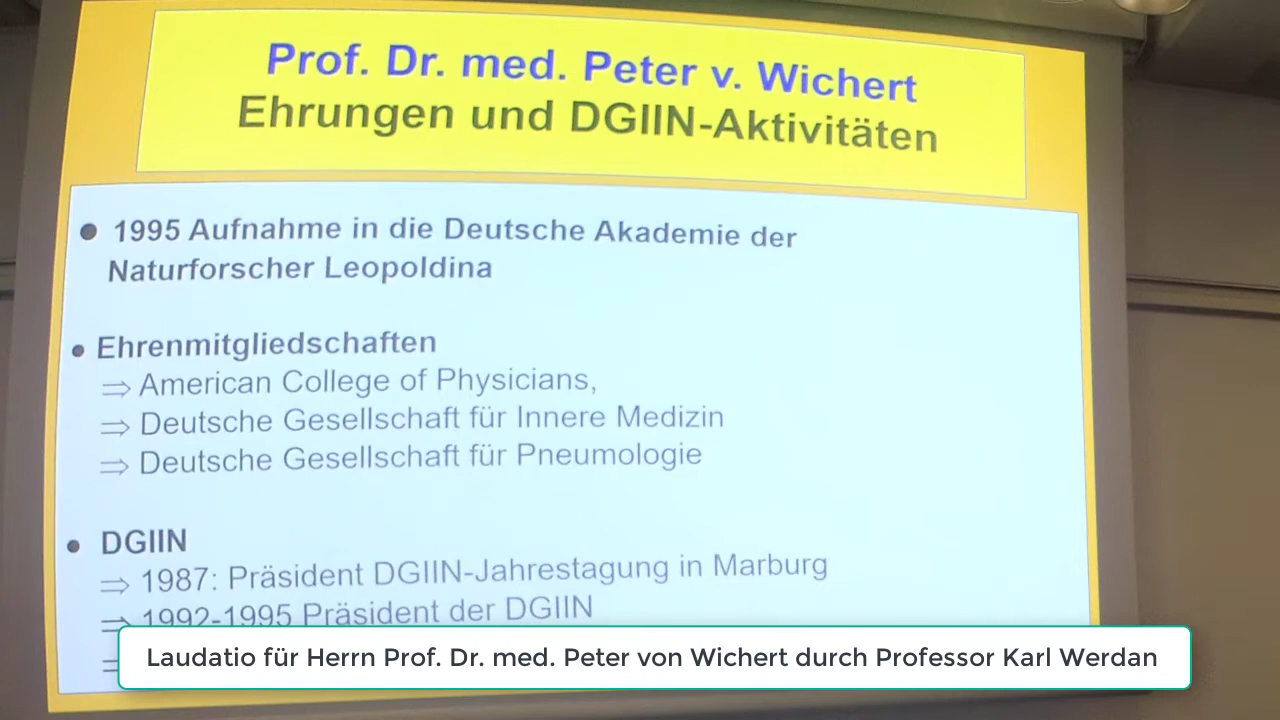 Prof. Dr. med. Peter v. Wichert
Ehrungen und DGIIN-Aktivitäten
● 1995 Aufnahme in die Deutsche Akademie der
Naturforscher Leopoldina
● Ehrenmitgliedschaften
⇒ American College of Physicians,
⇒ Deutsche Gesellschaft für Innere Medizin
⇒ Deutsche Gesellschaft für Pneumologie
● DGIIN
⇒ 1987: Präsident DGIIN-Jahrestagung in Marburg
⇒ 1992-1995 Präsident der DGIIN
Laudatio für Herrn Prof. Dr. med. Peter von Wichert durch Professor Karl Werdan